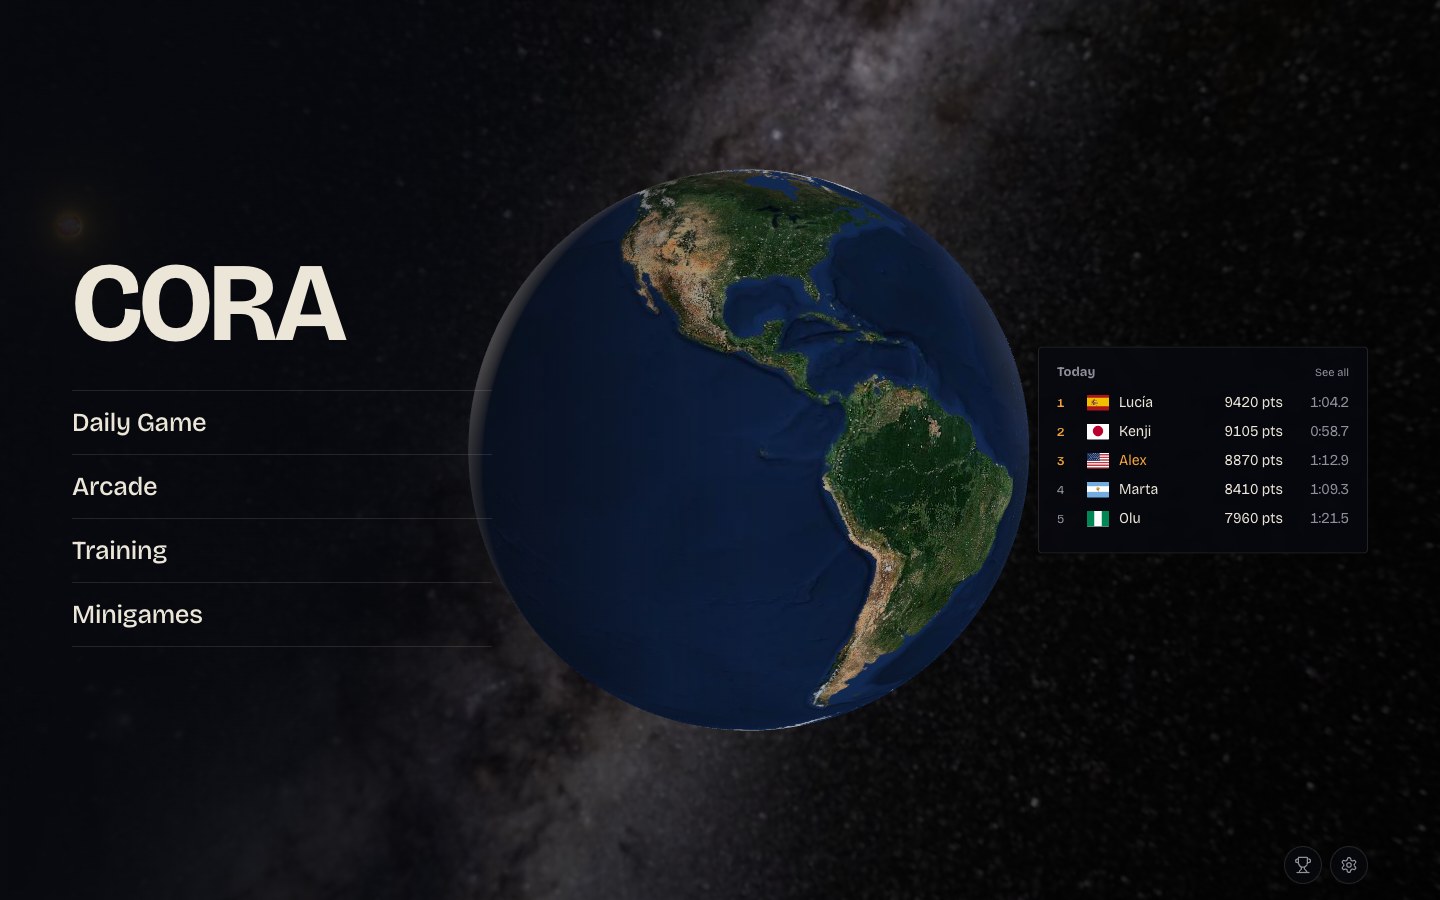 CORA
Daily Game
Arcade
Training
Minigames
Today See all
1 Lucía 9420 pts 1:04.2
2 Kenji 9105 pts 0:58.7
3 Alex 8870 pts 1:12.9
4 Marta 8410 pts 1:09.3
5 Olu 7960 pts 1:21.5